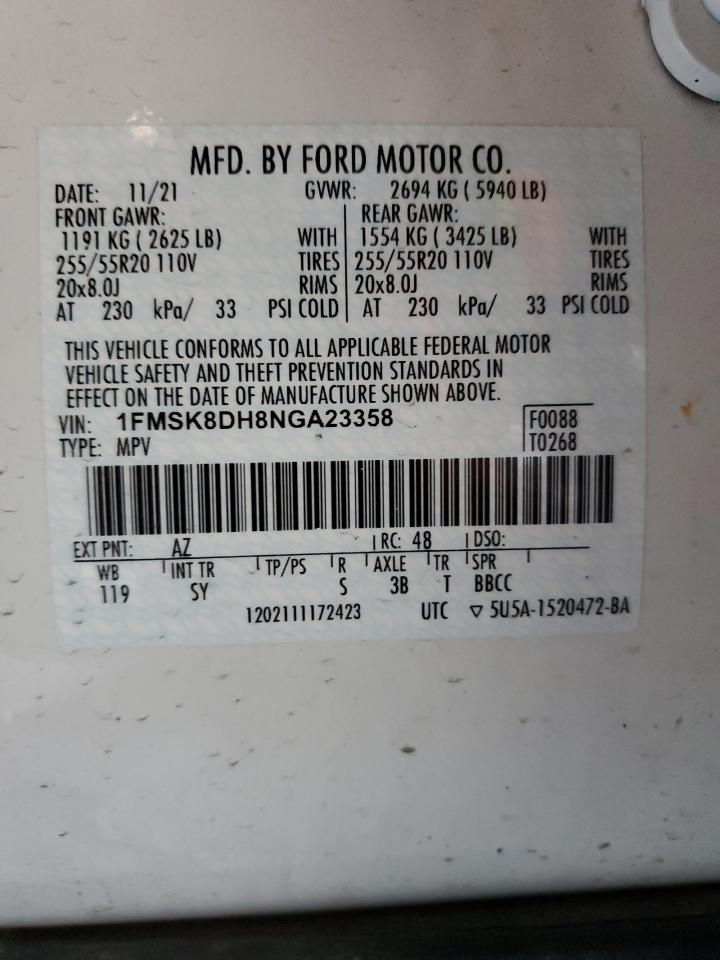 MFD. BY FORD MOTOR CO.
DATE: 11/21 GVWR: 2694 KG ( 5940 LB)
FRONT GAWR: REAR GAWR:
1191 KG ( 2625 LB) WITH 1554 KG ( 3425 LB) WITH
255/55R20 110V TIRES 255/55R20 110V TIRES
20x8.0J RIMS 20x8.0J RIMS
AT 230 kPa/ 33 PSI COLD AT 230 kPa/ 33 PSI COLD
THIS VEHICLE CONFORMS TO ALL APPLICABLE FEDERAL MOTOR
VEHICLE SAFETY AND THEFT PREVENTION STANDARDS IN
EFFECT ON THE DATE OF MANUFACTURE SHOWN ABOVE.
VIN: 1FMSK8DH8NGA23358 F0088
TYPE: MPV T0268
EXT PNT: AZ RC: 48 DSO:
WB INT TR TP/PS R AXLE TR SPR
119 SY S 3B T BBCC
1202111172423 UTC ▽ 5U5A-1520472-BA